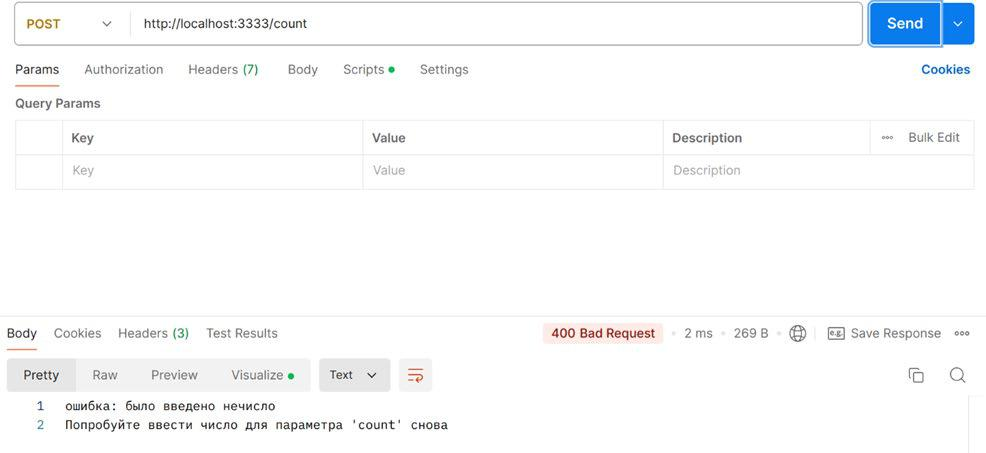 POST http://localhost:3333/count Send
Params Authorization Headers (7) Body Scripts Settings Cookies
Query Params
Key Value Description Bulk Edit
Key Value Description
Body Cookies Headers (3) Test Results 400 Bad Request 2 ms 269 B e.g. Save Response
Pretty Raw Preview Visualize Text
1 ошибка: было введено нечисло
2 Попробуйте ввести число для параметра 'count' снова